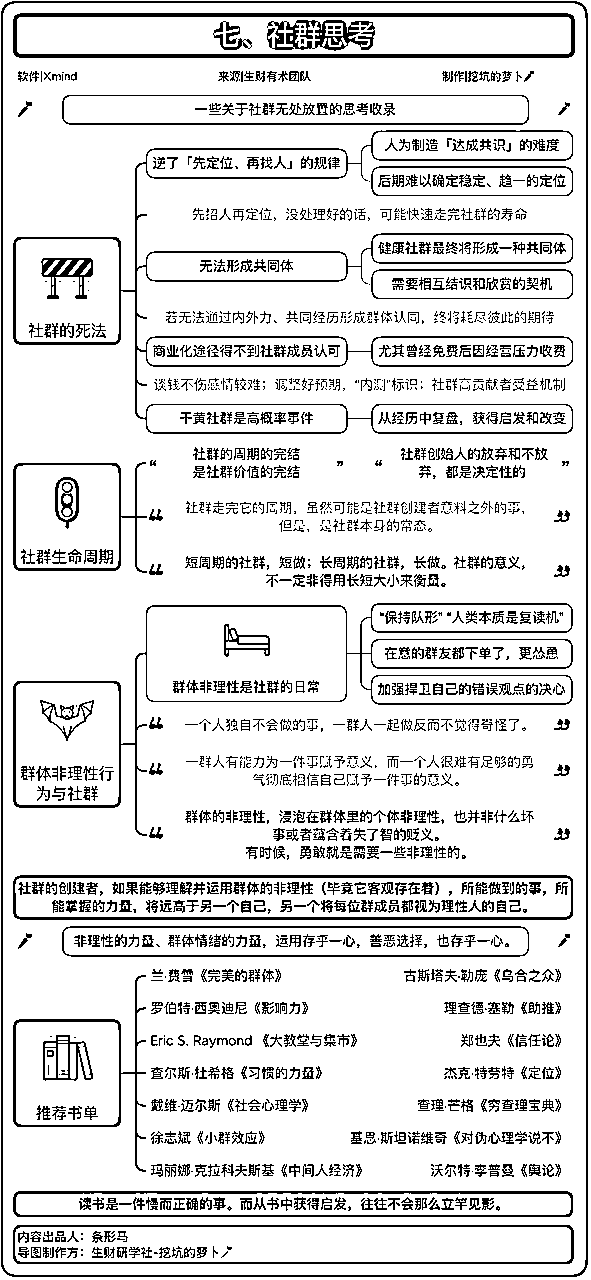 七、社群思考
软件|Xmind
来源|生财有术团队
制作|挖坑的萝卜
一些关于社群无处放置的思考收录
社群的死法
逆了「先定位、再找人」的规律
人为制造「达成共识」的难度
后期难以确定稳定、趋一的定位
先招人再定位，没处理好的话，可能快速走完社群的寿命
无法形成共同体
健康社群最终将形成一种共同体
需要相互结识和欣赏的契机
若无法通过内外力、共同经历形成群体认同，终将耗尽彼此的期待
商业化途径得不到社群成员认可
尤其曾经免费后因经营压力收费
谈钱不伤感情较难；调整好预期，“内测”标识；社群高贡献者受益机制
干黄社群是高概率事件
从经历中复盘，获得启发和改变
社群生命周期
“ 社群的周期的完结
是社群价值的完结 ”
“ 社群创始人的放弃和不放
弃，都是决定性的 ”
“ 社群走完它的周期，虽然可能是社群创建者意料之外的事，
但是，是社群本身的常态。 ”
“ 短周期的社群，短做；长周期的社群，长做。社群的意义，
不一定非得用长短大小来衡量。 ”
群体非理性行
为与社群
群体非理性是社群的日常
“保持队形”“人类本质是复读机”
在意的群友都下单了，更怂恿
加强捍卫自己的错误观点的决心
“ 一个人独自不会做的事，一群人一起做反而不觉得奇怪了。 ”
“ 一群人有能力为一件事赋予意义，而一个人很难有足够的勇
气彻底相信自己赋予一件事的意义。 ”
“ 群体的非理性，浸泡在群体里的个体非理性，也并非什么坏
事或者蕴含着失了智的贬义。
有时候，勇敢就是需要一些非理性的。 ”
社群的创建者，如果能够理解并运用群体的非理性（毕竟它客观存在着），所能做到的事，所
能掌握的力量，将远高于另一个自己，另一个将每位群成员都视为理性人的自己。
非理性的力量、群体情绪的力量，运用存乎一心，善恶选择，也存乎一心。
推荐书单
兰·费雪《完美的群体》
古斯塔夫·勒庞《乌合之众》
罗伯特·西奥迪尼《影响力》
理查德·塞勒《助推》
Eric S. Raymond 《大教堂与集市》
郑也夫《信任论》
查尔斯·杜希格《习惯的力量》
杰克·特劳特《定位》
戴维·迈尔斯《社会心理学》
查理·芒格《穷查理宝典》
徐志斌《小群效应》
基思·斯坦诺维奇《对伪心理学说不》
玛丽娜·克拉科夫斯基《中间人经济》
沃尔特·李普曼《舆论》
读书是一件慢而正确的事。而从书中获得启发，往往不会那么立竿见影。
内容出品人：条形马
导图制作方：生财研学社-挖坑的萝卜